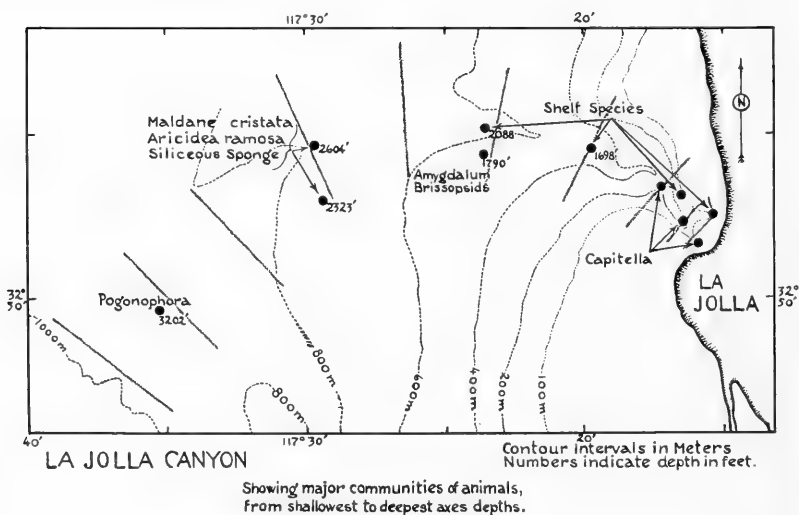 117°30′
20′
Maldane cristata
Aricidea ramosa
Siliceous Sponge
2604′
2323′
Shelf Species
2088
1790′
1698′
Amygdalum
Brissopsids
Capitella
LA
JOLLA
N
32°
50′
32°
50′
Pogonophora
3202′
1000m
800m
800m
600m
400m
200m
100m
40′
117°30′
20′
LA JOLLA CANYON
Contour Intervals in Meters
Numbers indicate depth in feet.
Showing major communities of animals,
from shallowest to deepest axes depths.